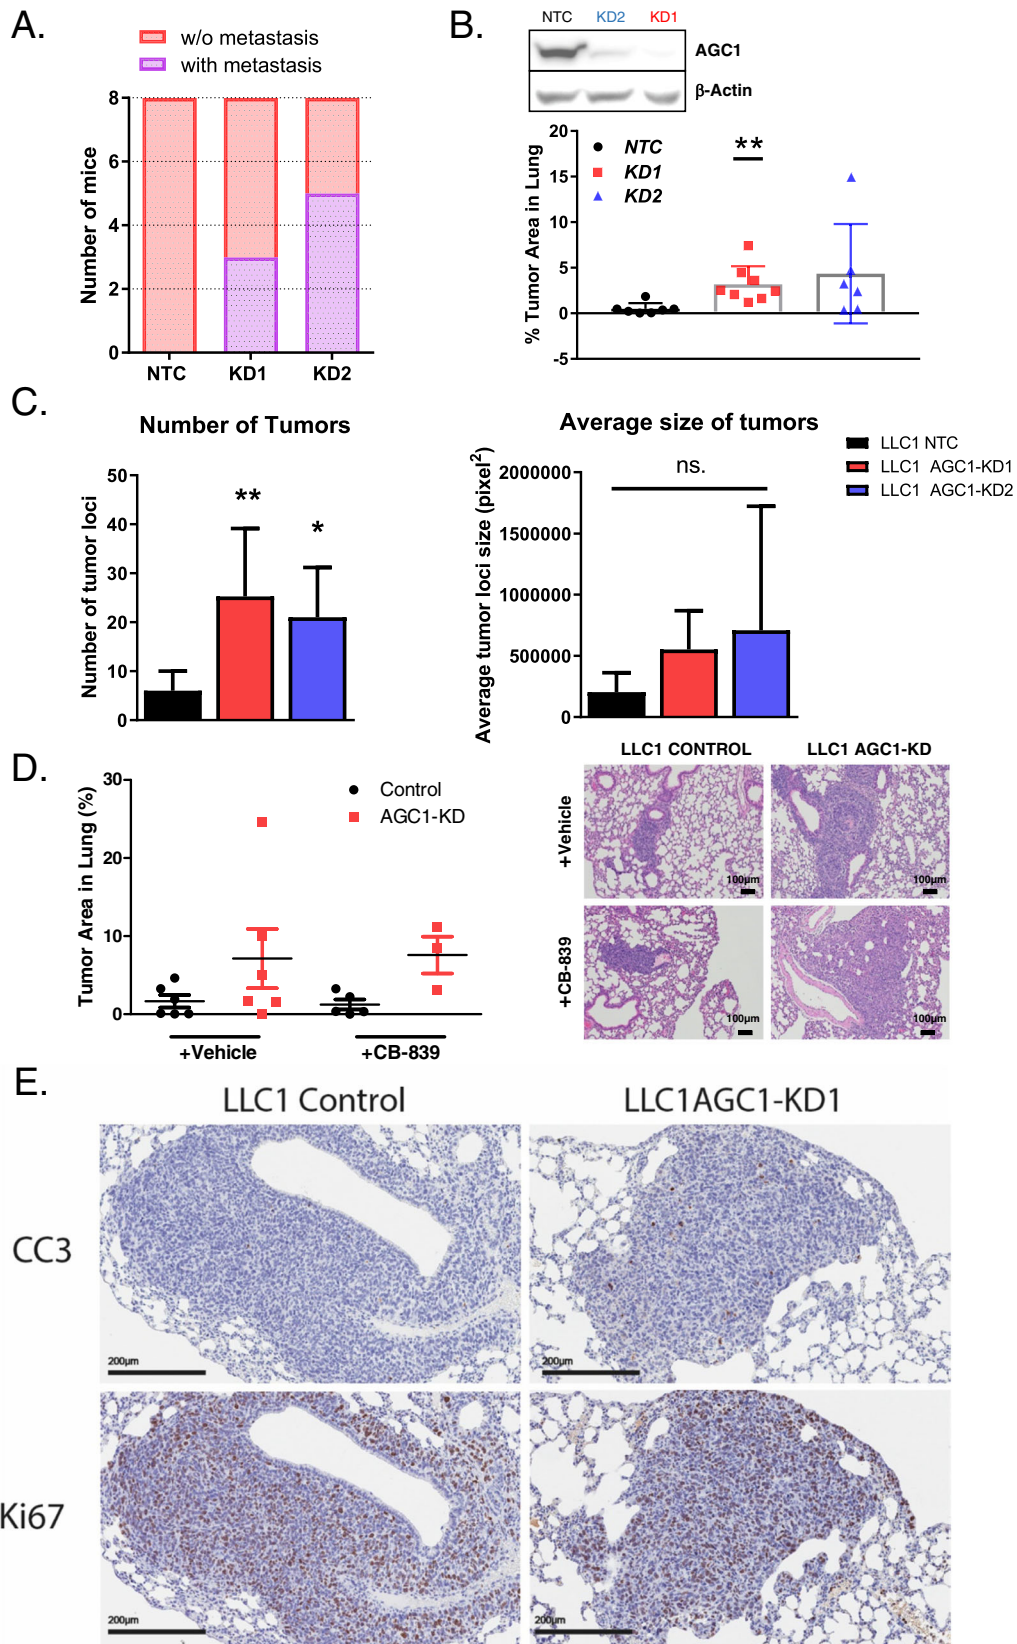 A.
w/o metastasis
with metastasis
Number of mice
8
6
4
2
0
NTC KD1 KD2
B.
NTC KD2 KD1
AGC1
β-Actin
% Tumor Area in Lung
20
15
10
5
0
-5
NTC
KD1
KD2
**
C.
Number of Tumors
Number of tumor loci
50
40
30
20
10
0
**
*
Average size of tumors
Average tumor loci size (pixel²)
2000000
1500000
1000000
500000
0
ns.
LLC1 NTC
LLC1 AGC1-KD1
LLC1 AGC1-KD2
D.
Tumor Area in Lung (%)
30
20
10
0
Control
AGC1-KD
+Vehicle +CB-839
LLC1 CONTROL LLC1 AGC1-KD
+Vehicle
100µm 100µm
+CB-839
100µm 100µm
E.
LLC1 Control LLC1AGC1-KD1
CC3
200µm 200µm
Ki67
200µm 200µm